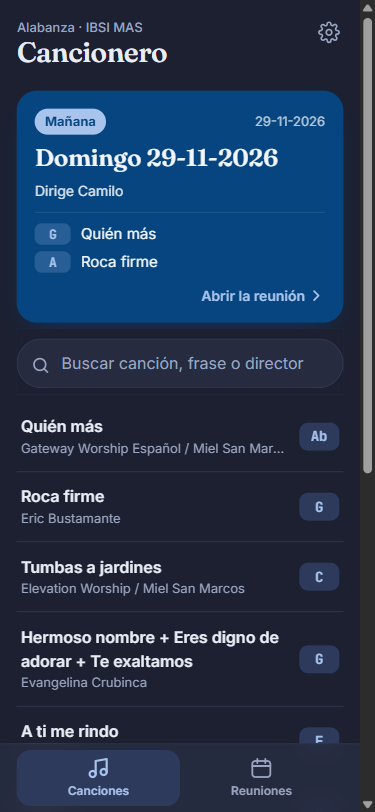 Alabanza · IBSI MAS
Cancionero
Mañana
29-11-2026
Domingo 29-11-2026
Dirige Camilo
G Quién más
A Roca firme
Abrir la reunión
Buscar canción, frase o director
Quién más
Gateway Worship Español / Miel San Mar...
Ab
Roca firme
Eric Bustamante
G
Tumbas a jardines
Elevation Worship / Miel San Marcos
C
Hermoso nombre + Eres digno de
adorar + Te exaltamos
Evangelina Crubinca
G
A ti me rindo
Canciones
Reuniones